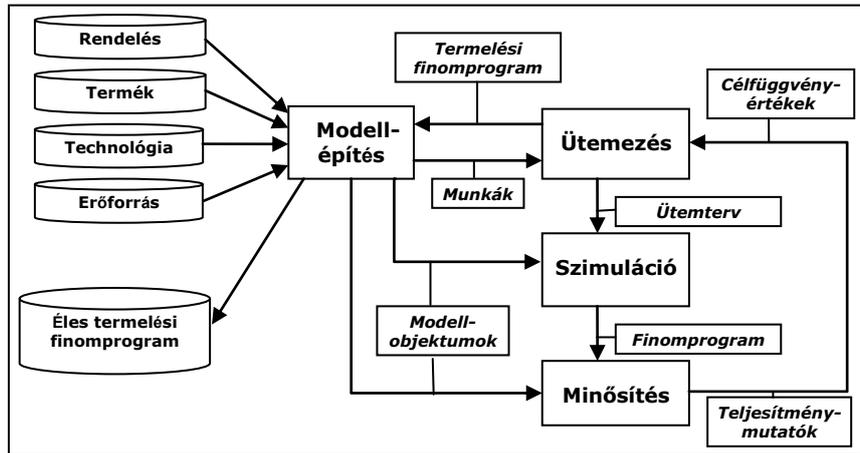 Rendelés
Termék
Technológia
Erőforrás
Éles termelési
finomprogram
Modell-
építés
Termelési
finomprogram
Munkák
Modell-
objektumok
Ütemezés
Ütemterv
Szimuláció
Finomprogram
Minősítés
Célfüggvény-
értékek
Teljesítmény-
mutatók